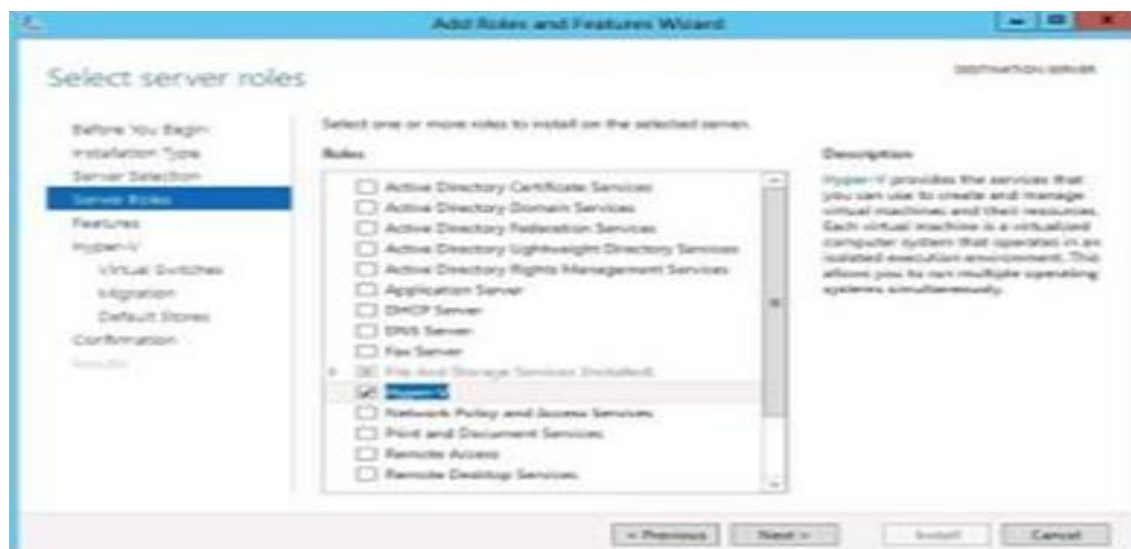 Add Roles and Features Wizard
Select server roles
DESTINATION SERVER
Before You Begin
Installation Type
Server Selection
Server Roles
Features
Hyper-V
Virtual Switches
Migration
Default Stores
Confirmation
Results
Select one or more roles to install on the selected server.
Roles
Active Directory Certificate Services
Active Directory Domain Services
Active Directory Federation Services
Active Directory Lightweight Directory Services
Active Directory Rights Management Services
Application Server
DHCP Server
DNS Server
Fax Server
File And Storage Services (Installed)
Hyper-V
Network Policy and Access Services
Print and Document Services
Remote Access
Remote Desktop Services
Description
Hyper-V provides the services that
you can use to create and manage
virtual machines and their resources.
Each virtual machine is a virtualized
computer system that operates in an
isolated execution environment. This
allows you to run multiple operating
systems simultaneously.
< Previous
Next >
Install
Cancel